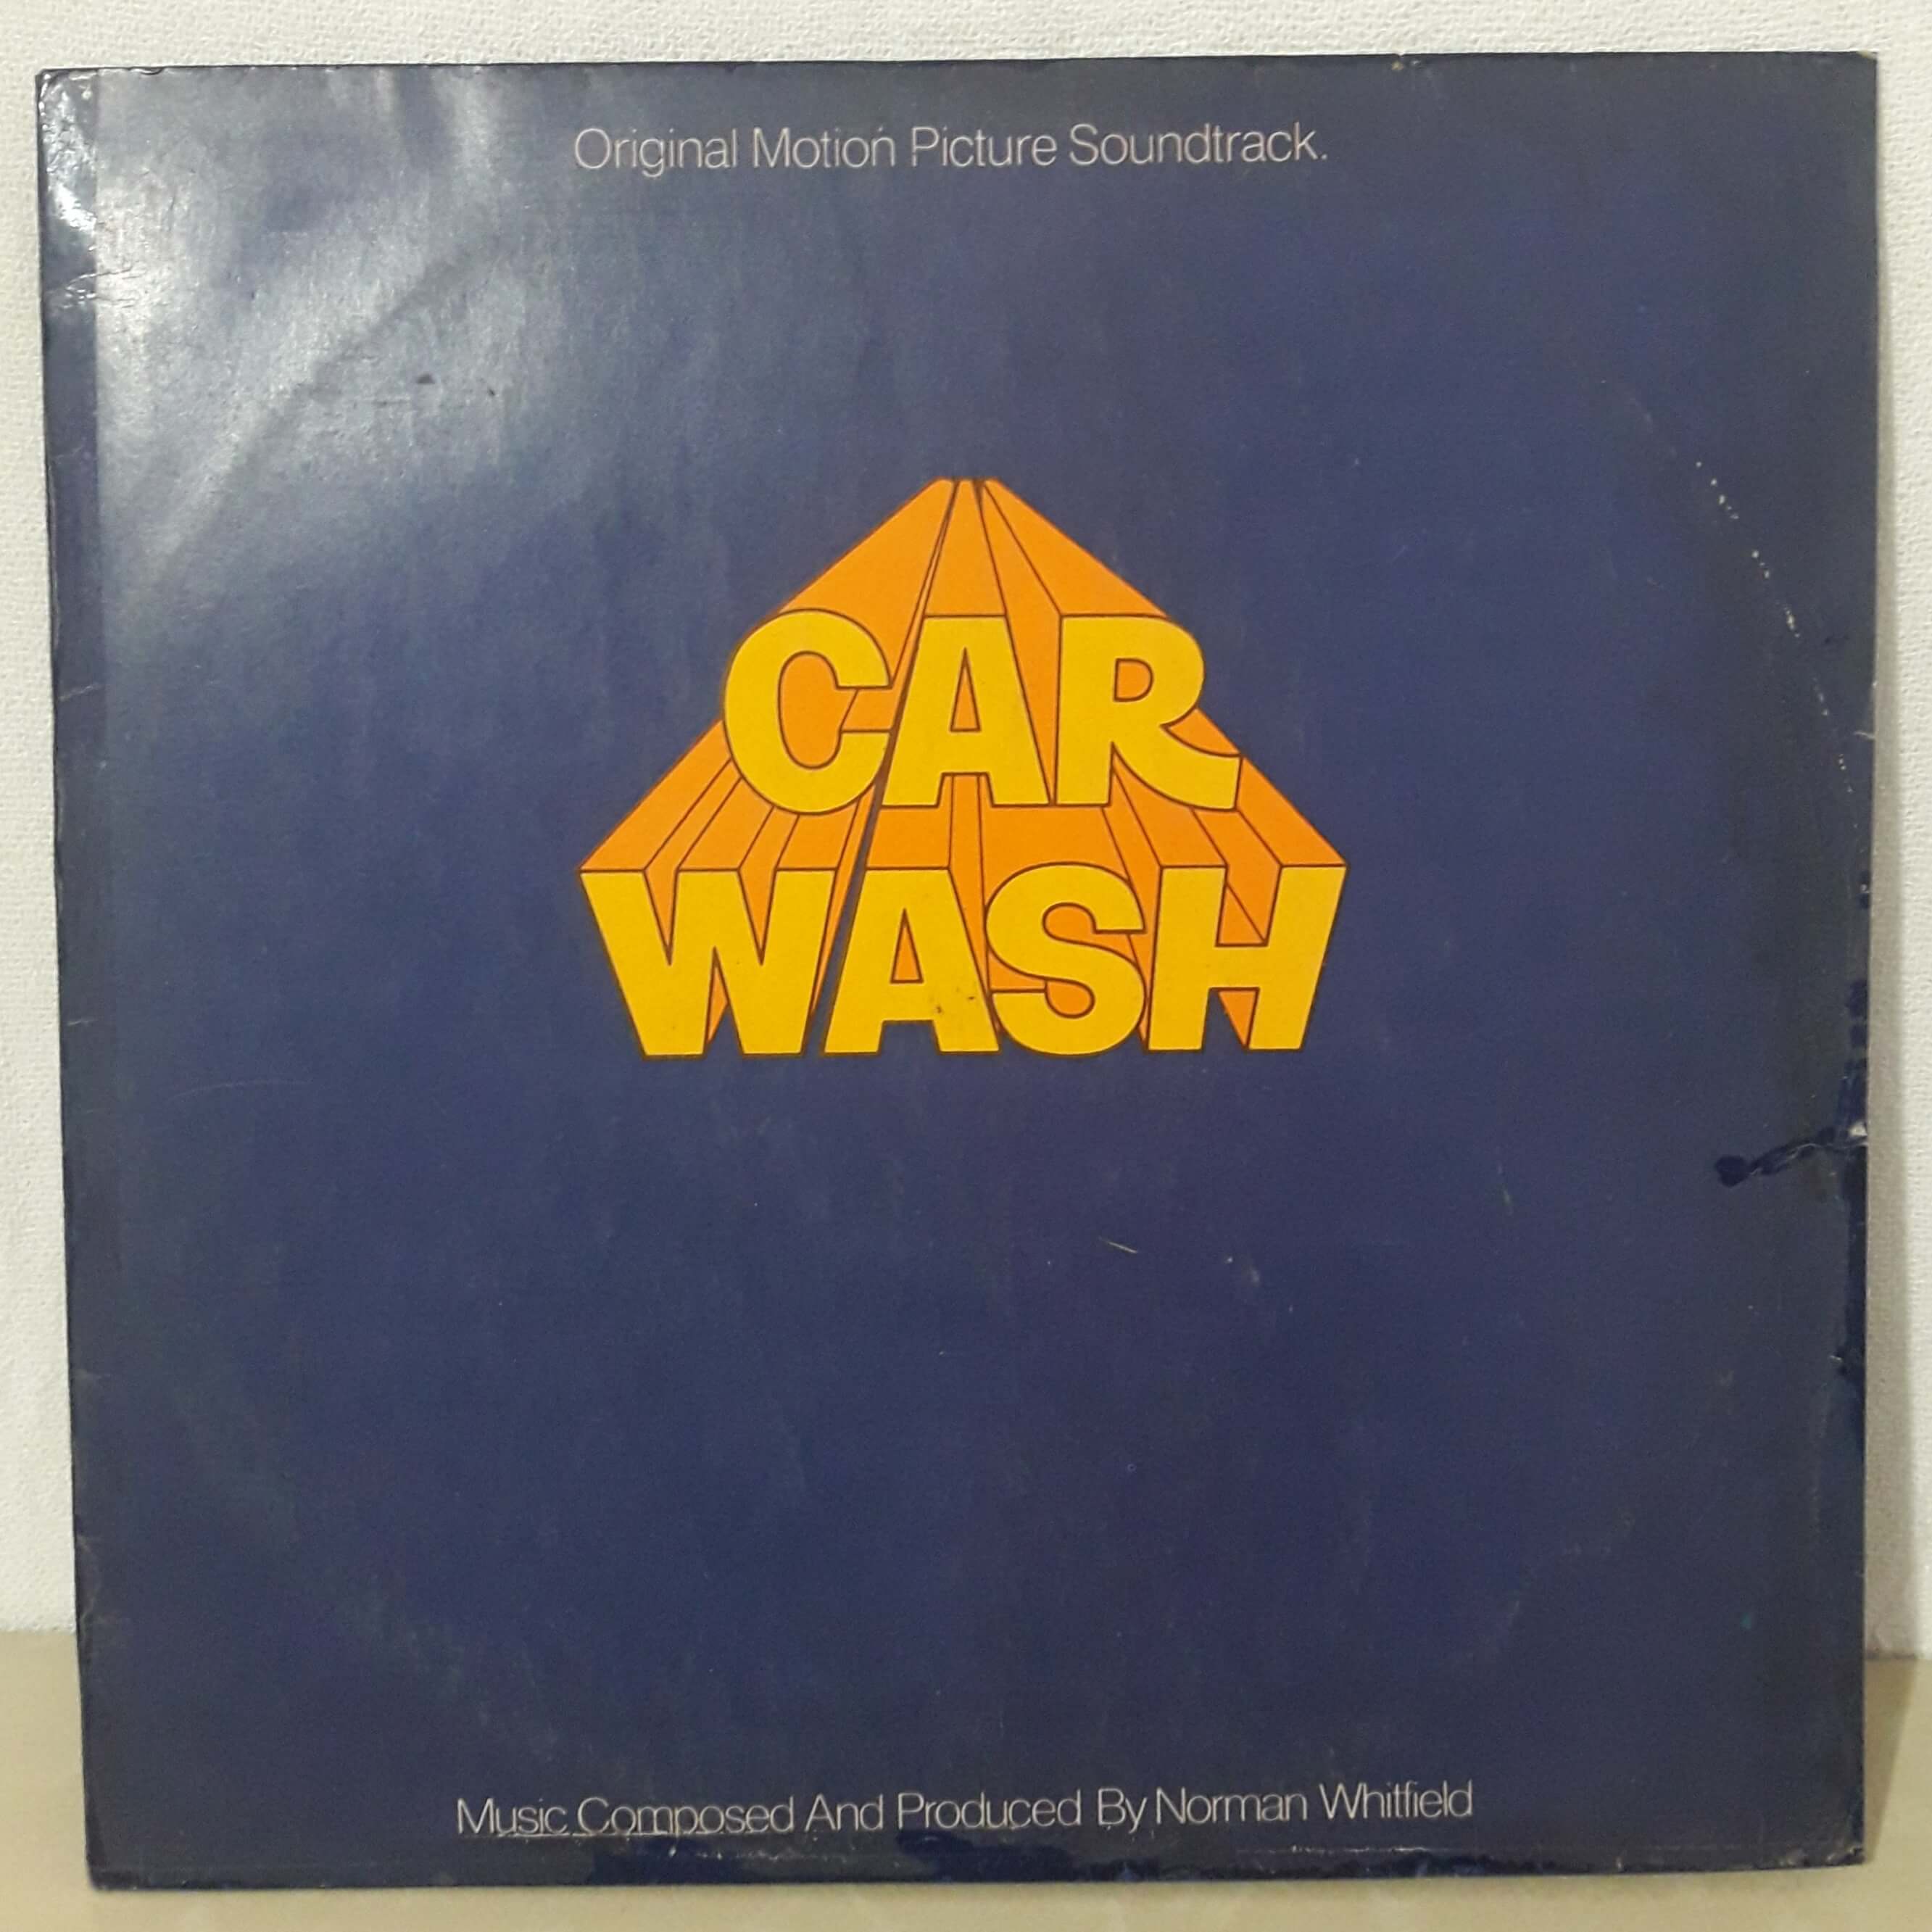 Original Motion Picture Soundtrack.
CAR
WASH
Music Composed And Produced By Norman Whitfield